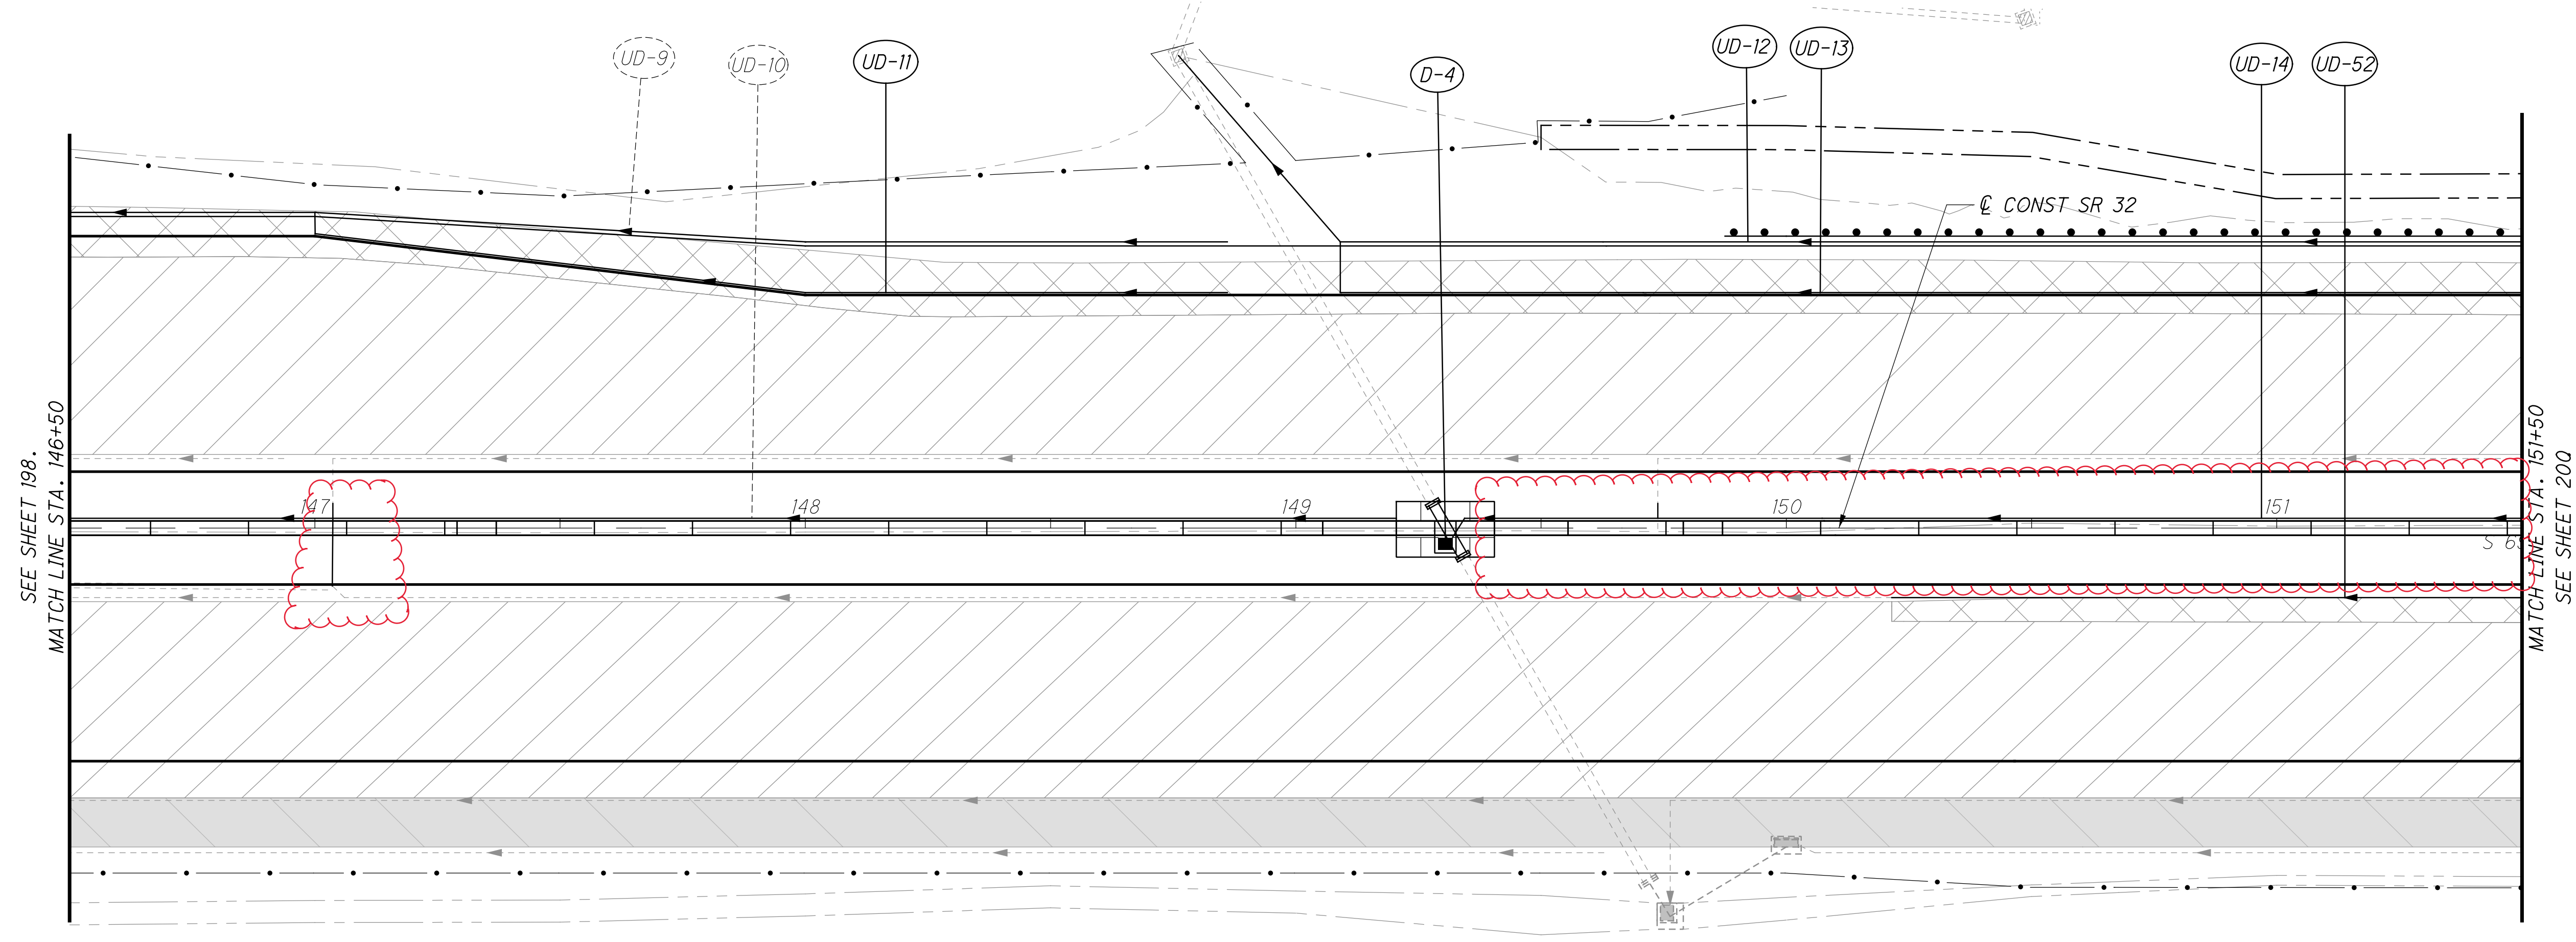 UD-9
UD-10
UD-11
D-4
UD-12
UD-13
UD-14
UD-52
℄ CONST SR 32
SEE SHEET 198.
MATCH LINE STA. 146+50
147
148
149
150
151
MATCH LINE STA. 151+50
SEE SHEET 200